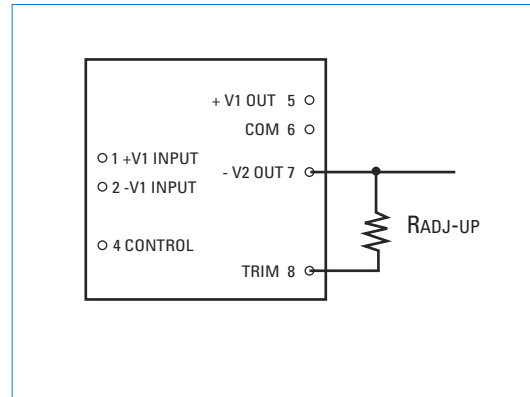 + V1 OUT 5
COM 6
1 +V1 INPUT
- V2 OUT 7
2 -V1 INPUT
RADJ-UP
4 CONTROL
TRIM 8